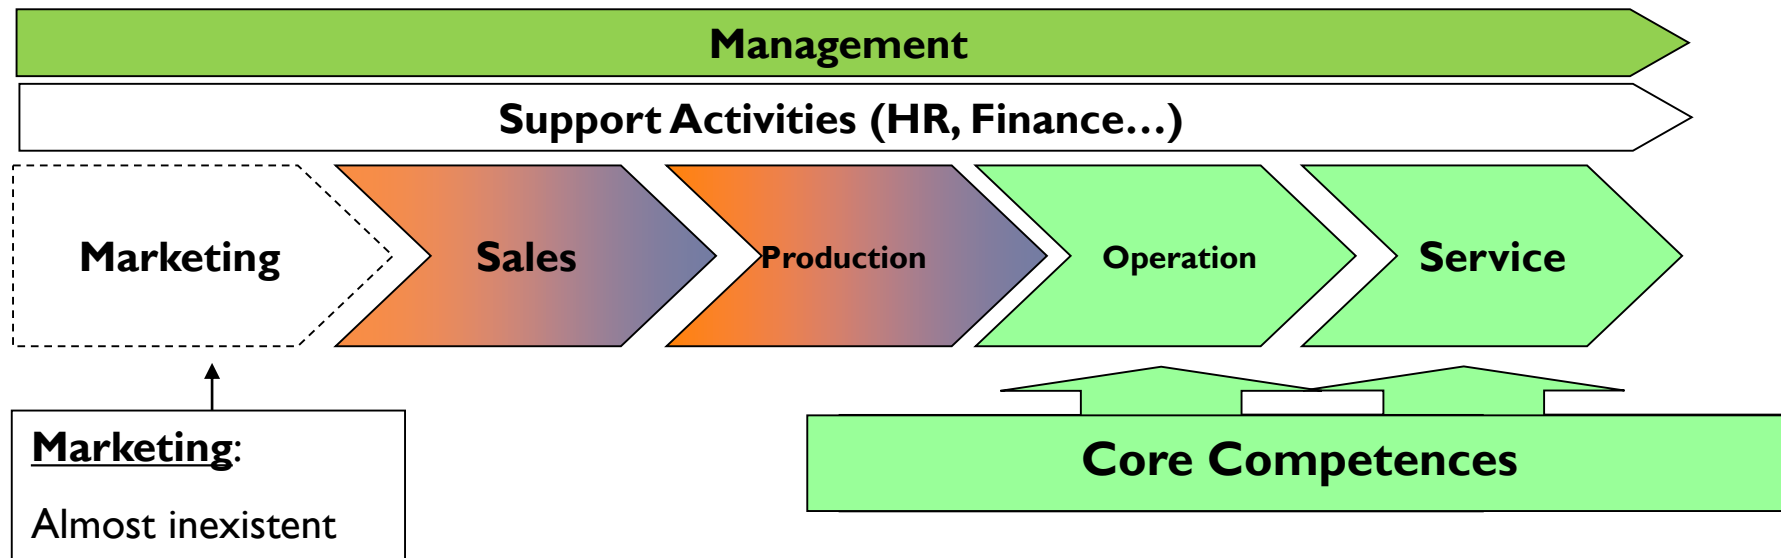 Management
Support Activities (HR, Finance…)
Marketing
Sales
Production
Operation
Service
Marketing:
Almost inexistent
Core Competences